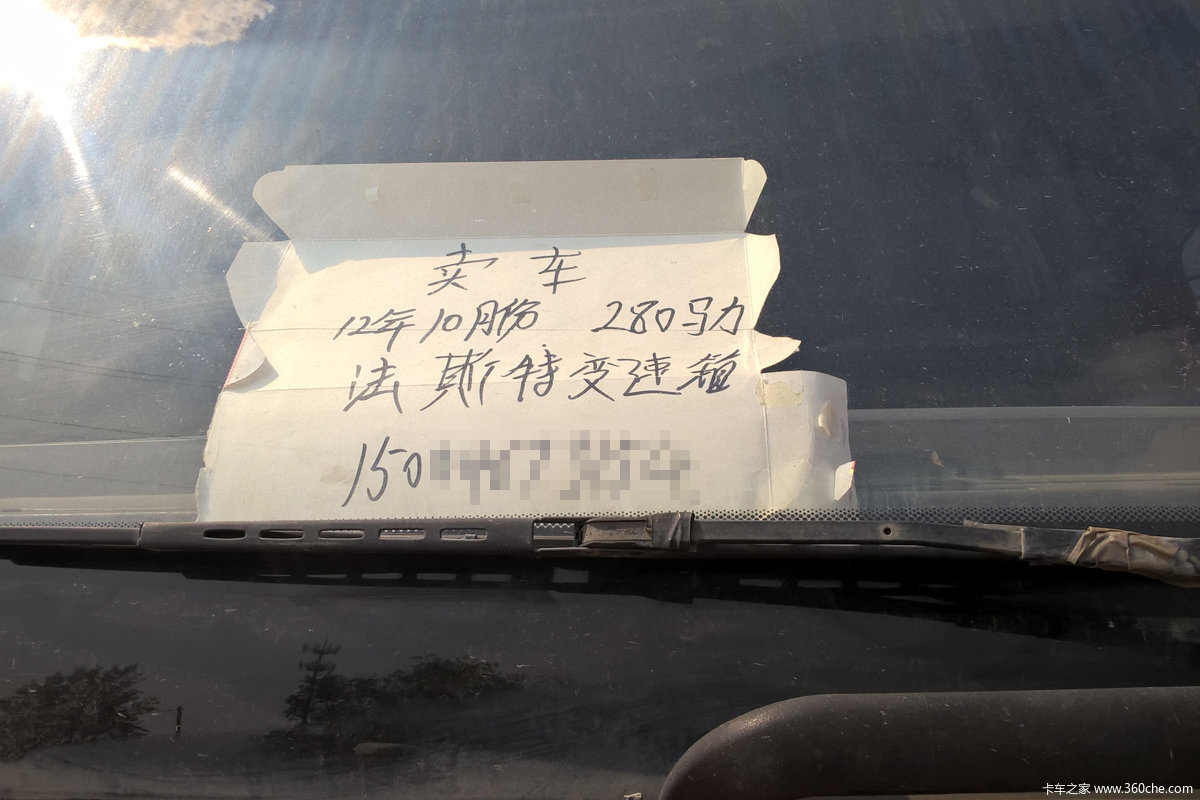 卖车
12年10月份 280马力
法斯特变速箱
150
卡车之家 www.360che.com